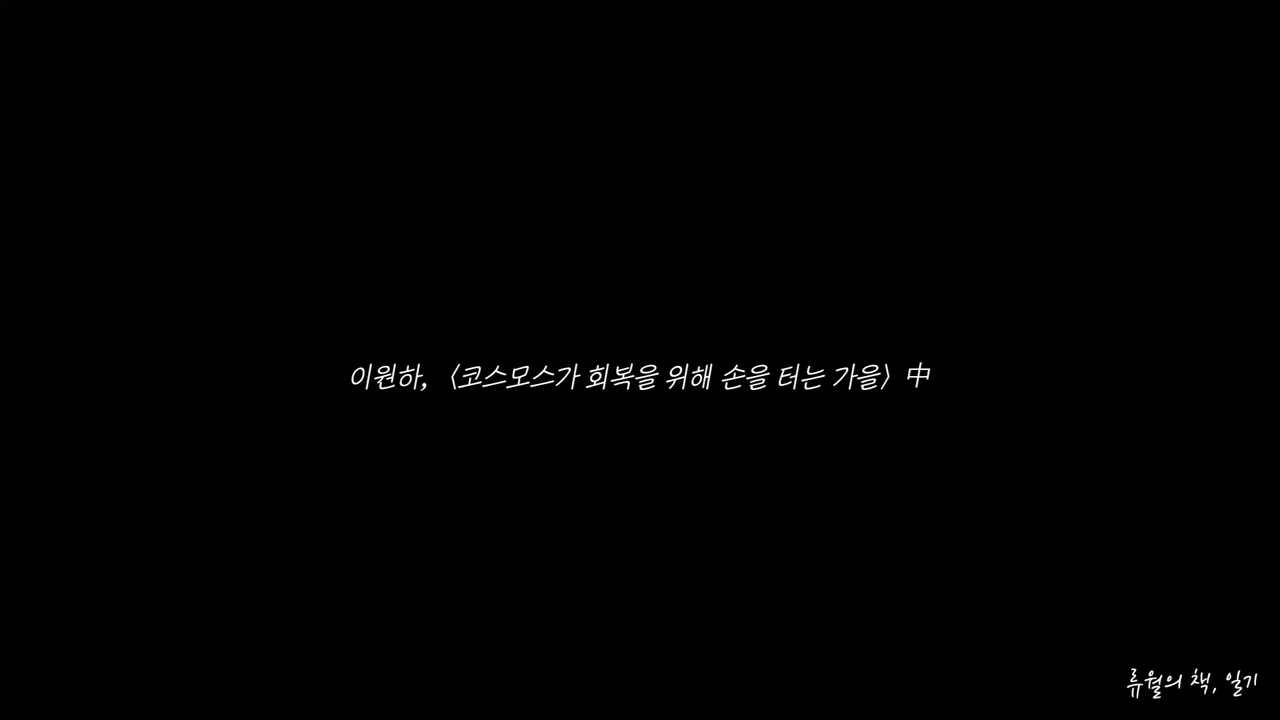 이원하, 〈코스모스가 회복을 위해 손을 터는 가을〉 中
류월의 책, 일기